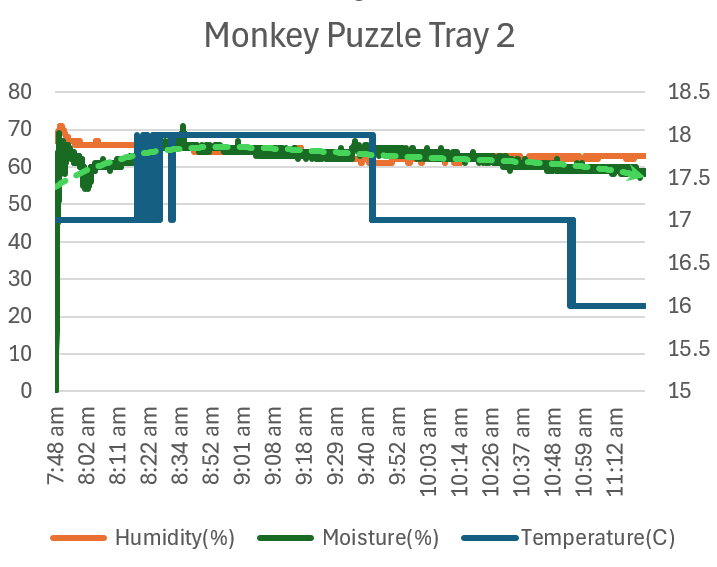 Monkey Puzzle Tray 2
80
70
60
50
40
30
20
10
0
18.5
18
17.5
17
16.5
16
15.5
15
7:48 am
8:02 am
8:11 am
8:22 am
8:34 am
8:52 am
9:01 am
9:08 am
9:18 am
9:29 am
9:40 am
9:52 am
10:03 am
10:14 am
10:26 am
10:37 am
10:48 am
10:59 am
11:12 am
Humidity(%) Moisture(%) Temperature(C)